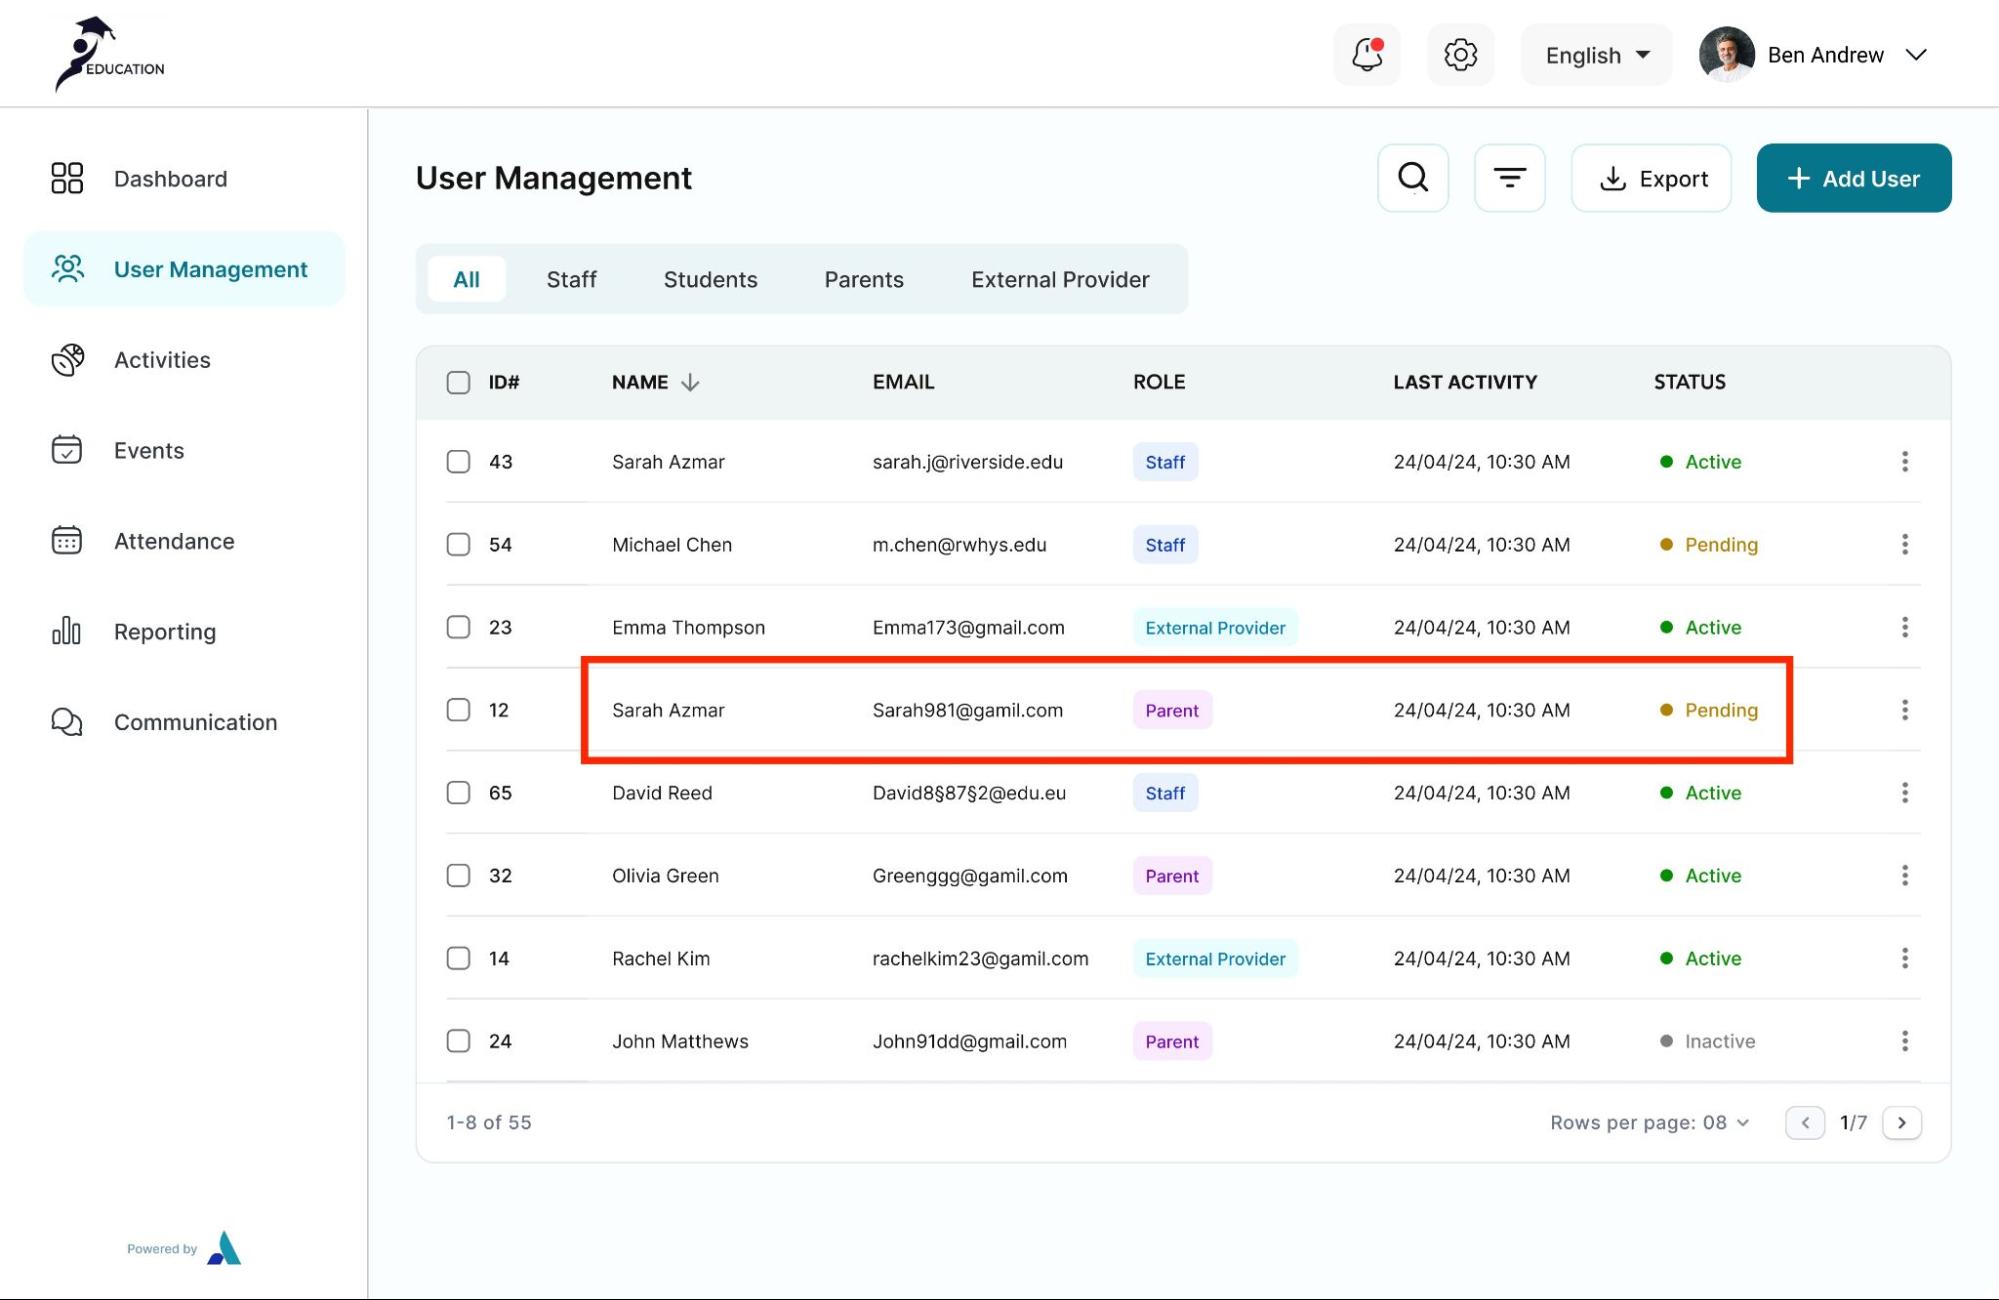 EDUCATION
English
Ben Andrew
Dashboard
User Management
Activities
Events
Attendance
Reporting
Communication
Powered by
User Management
Export
+ Add User
All Staff Students Parents External Provider
ID# NAME EMAIL ROLE LAST ACTIVITY STATUS
43 Sarah Azmar sarah.j@riverside.edu Staff 24/04/24, 10:30 AM Active
54 Michael Chen m.chen@rwhys.edu Staff 24/04/24, 10:30 AM Pending
23 Emma Thompson Emma173@gmail.com External Provider 24/04/24, 10:30 AM Active
12 Sarah Azmar Sarah981@gamil.com Parent 24/04/24, 10:30 AM Pending
65 David Reed David8§87§2@edu.eu Staff 24/04/24, 10:30 AM Active
32 Olivia Green Greenggg@gamil.com Parent 24/04/24, 10:30 AM Active
14 Rachel Kim rachelkim23@gamil.com External Provider 24/04/24, 10:30 AM Active
24 John Matthews John91dd@gmail.com Parent 24/04/24, 10:30 AM Inactive
1-8 of 55 Rows per page: 08 1/7